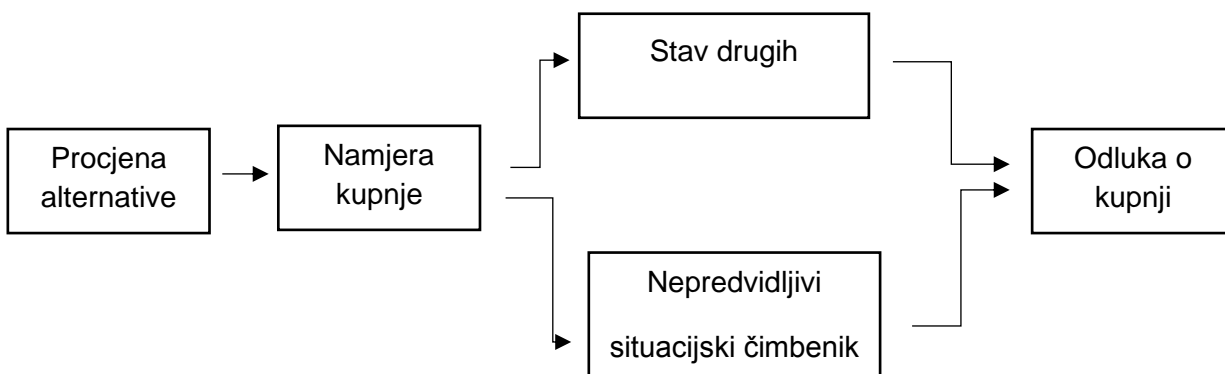 Procjena
alternative
Namjera
kupnje
Stav drugih
Nepredvidljivi
situacijski čimbenik
Odluka o
kupnji